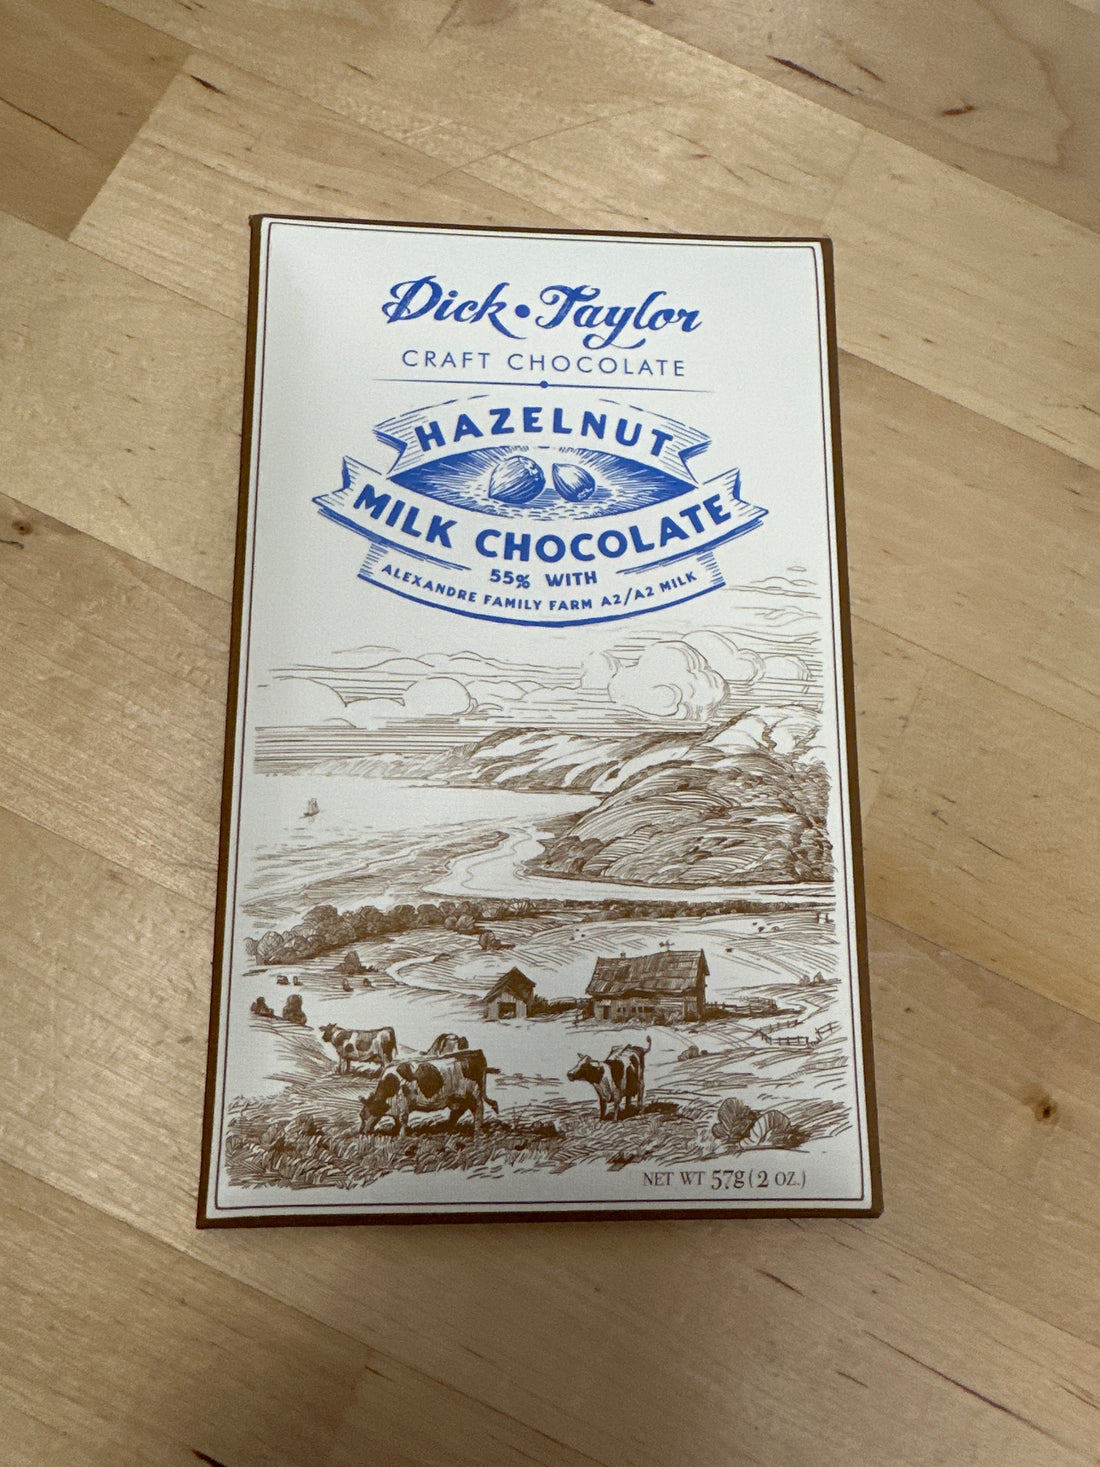 Dick • Taylor
CRAFT CHOCOLATE
HAZELNUT
MILK CHOCOLATE
55% WITH
ALEXANDRE FAMILY FARM A2/A2 MILK
NET WT 57g (2 OZ.)